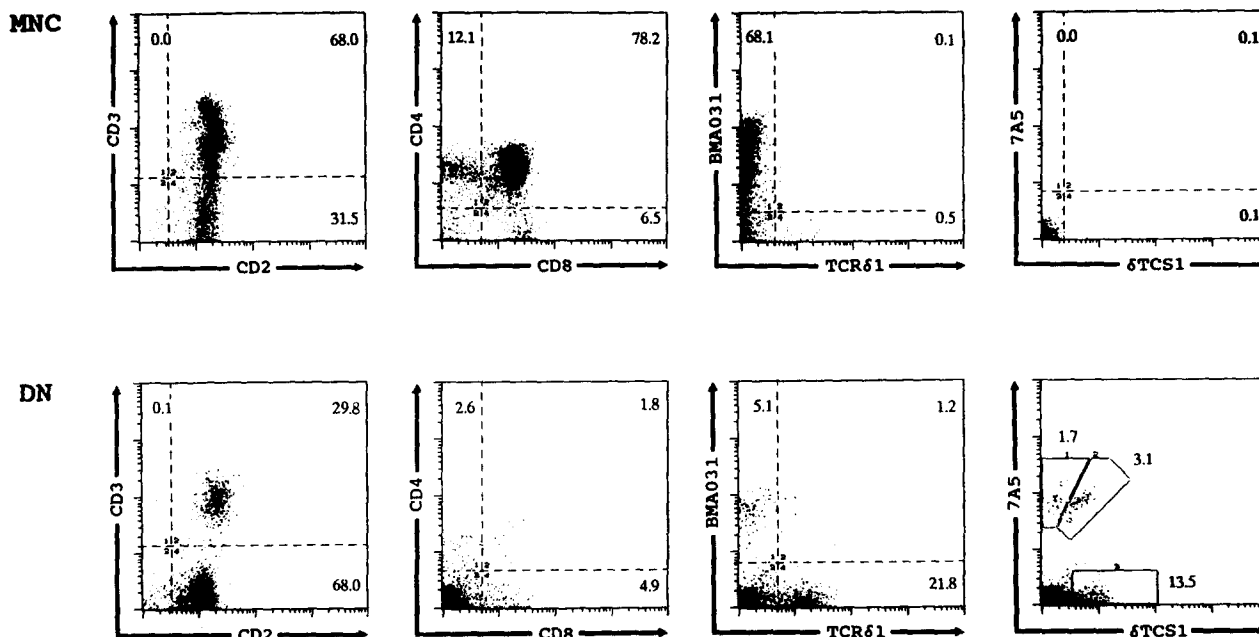 MNC
0.0 68.0
31.5
CD3
CD2
12.1 78.2
6.5
CD4
CD8
68.1 0.1
0.5
BMA031
TCRδ1
0.0 0.1
0.1
7A5
δTCS1
DN
0.1 29.8
68.0
CD3
CD2
2.6 1.8
4.9
CD4
CD8
5.1 1.2
21.8
BMA031
TCRδ1
1.7
3.1
13.5
7A5
δTCS1